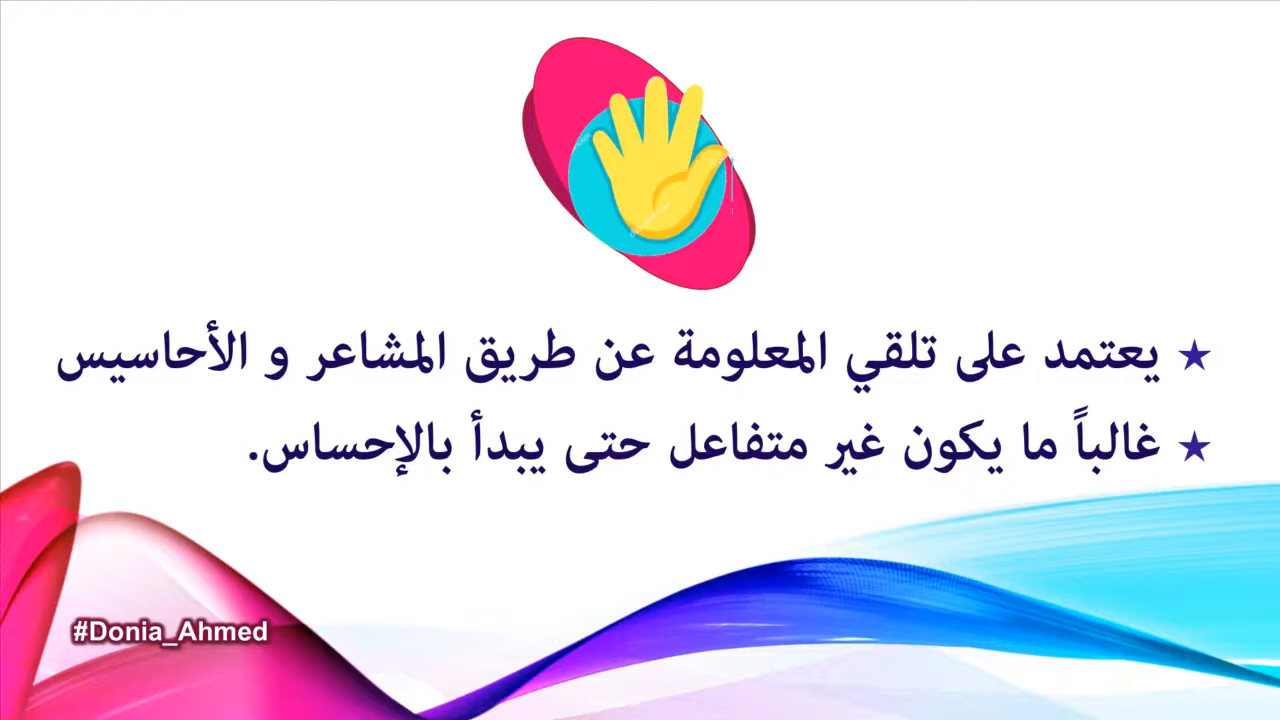 ★ يعتمد على تلقي المعلومة عن طريق المشاعر و الأحاسيس
★ غالباً ما يكون غير متفاعل حتى يبدأ بالإحساس.
#Donia_Ahmed